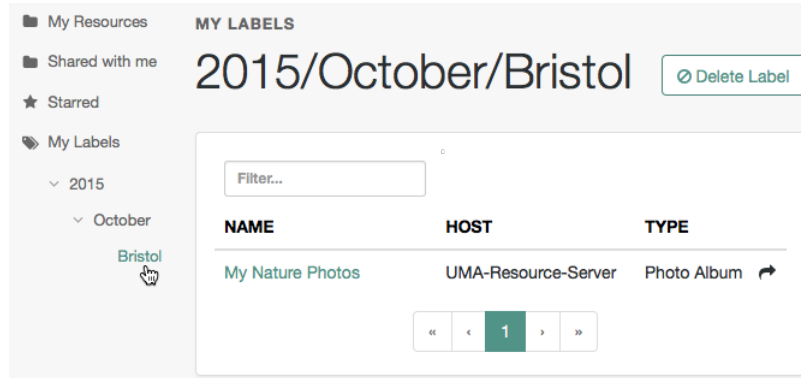 My Resources
Shared with me
Starred
My Labels
2015
October
Bristol
MY LABELS
2015/October/Bristol
Delete Label
Filter...
NAME HOST TYPE
My Nature Photos UMA-Resource-Server Photo Album
« ‹ 1 › »